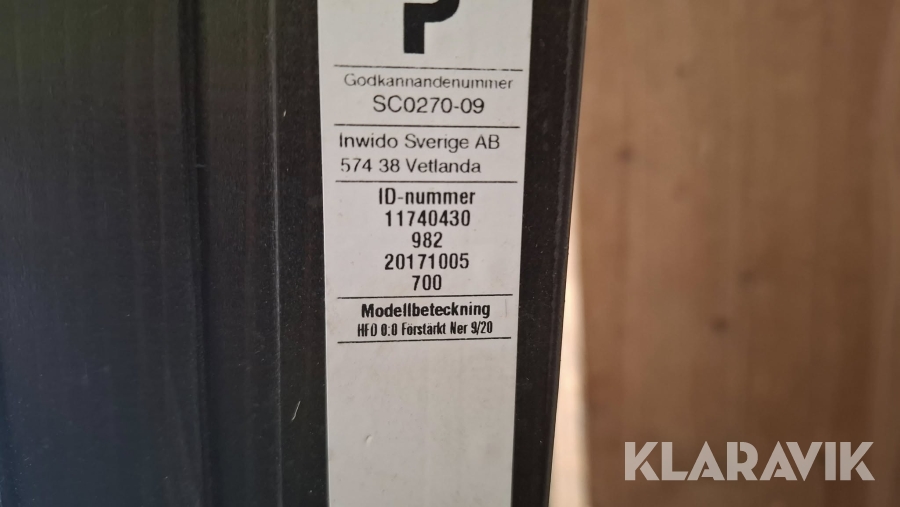 P
Godkannandenummer
SC0270-09
Inwido Sverige AB
574 38 Vetlanda
ID-nummer
11740430
982
20171005
700
Modellbeteckning
HFD 0:0 Förstärkt Ner 9/20
KLARAVIK